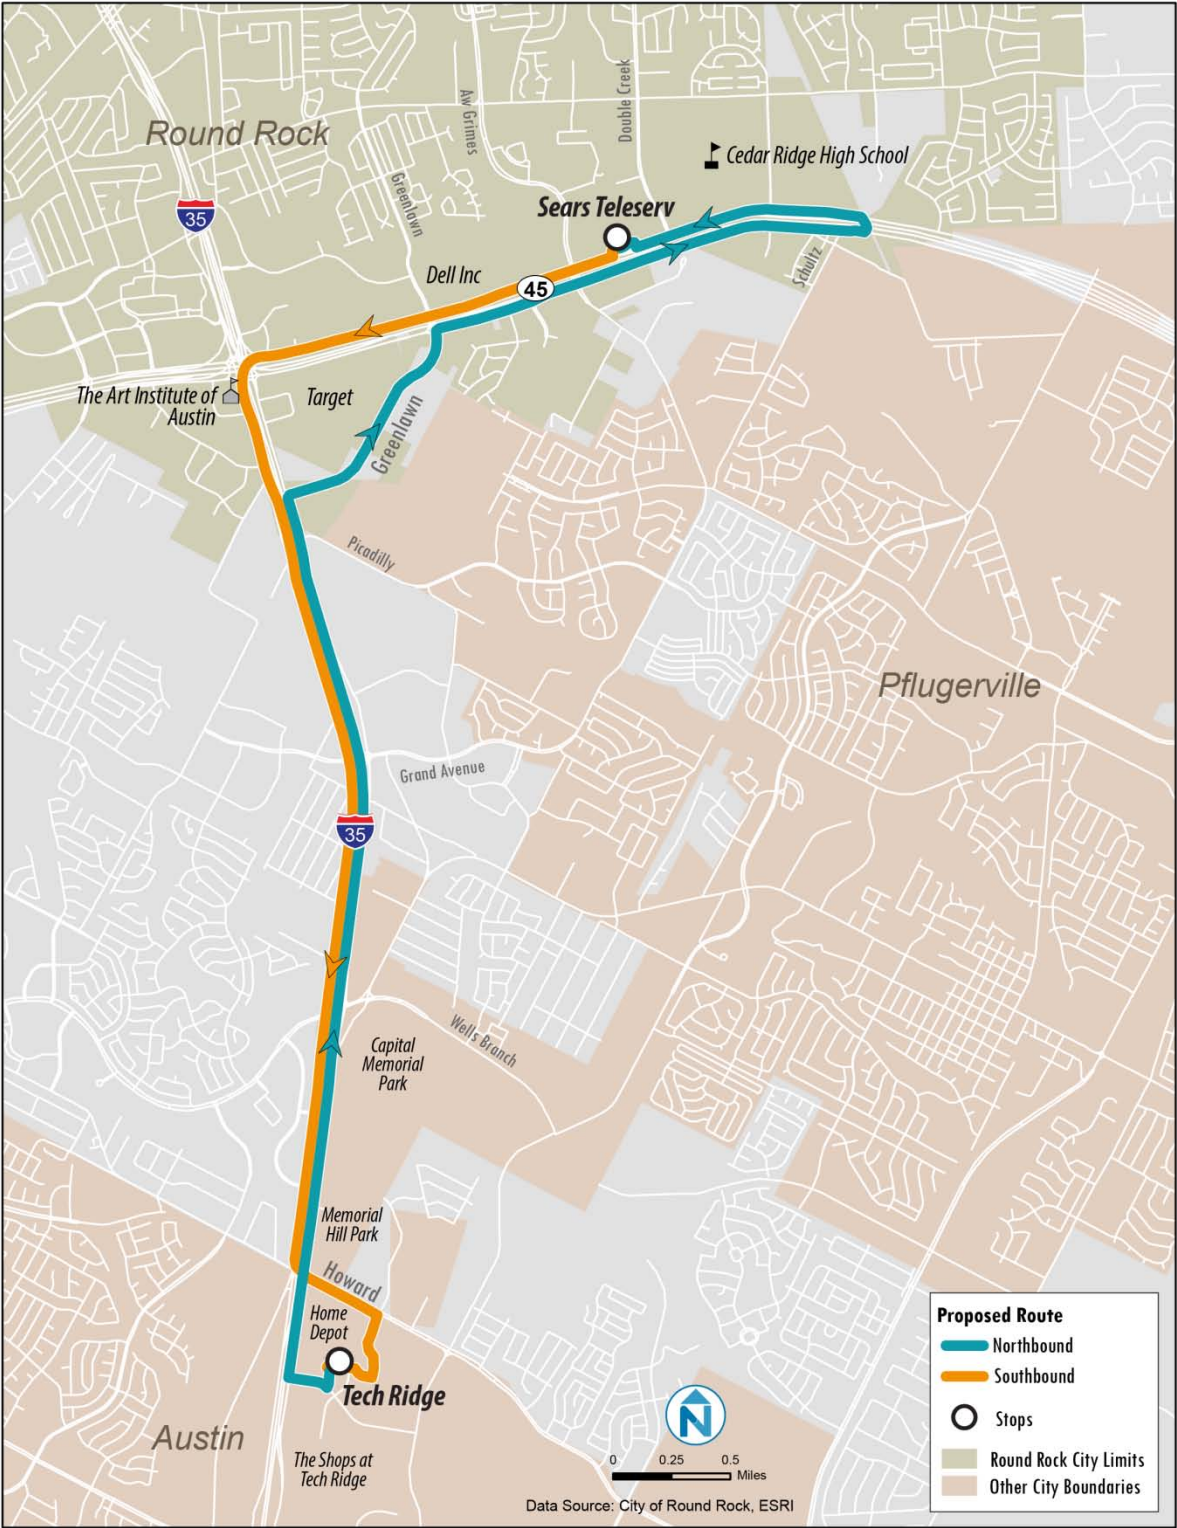 Aw Grimes
Double Creek
Round Rock
Cedar Ridge High School
Greenlawn
35
Sears Teleserv
Schultz
Dell Inc
45
The Art Institute of
Austin
Target
Greenlawn
Picadilly
Pflugerville
Grand Avenue
35
Wells Branch
Capital
Memorial
Park
Memorial
Hill Park
Howard
Home
Depot
Tech Ridge
Austin
The Shops at
Tech Ridge
N
0 0.25 0.5
Miles
Data Source: City of Round Rock, ESRI
Proposed Route
Northbound
Southbound
Stops
Round Rock City Limits
Other City Boundaries